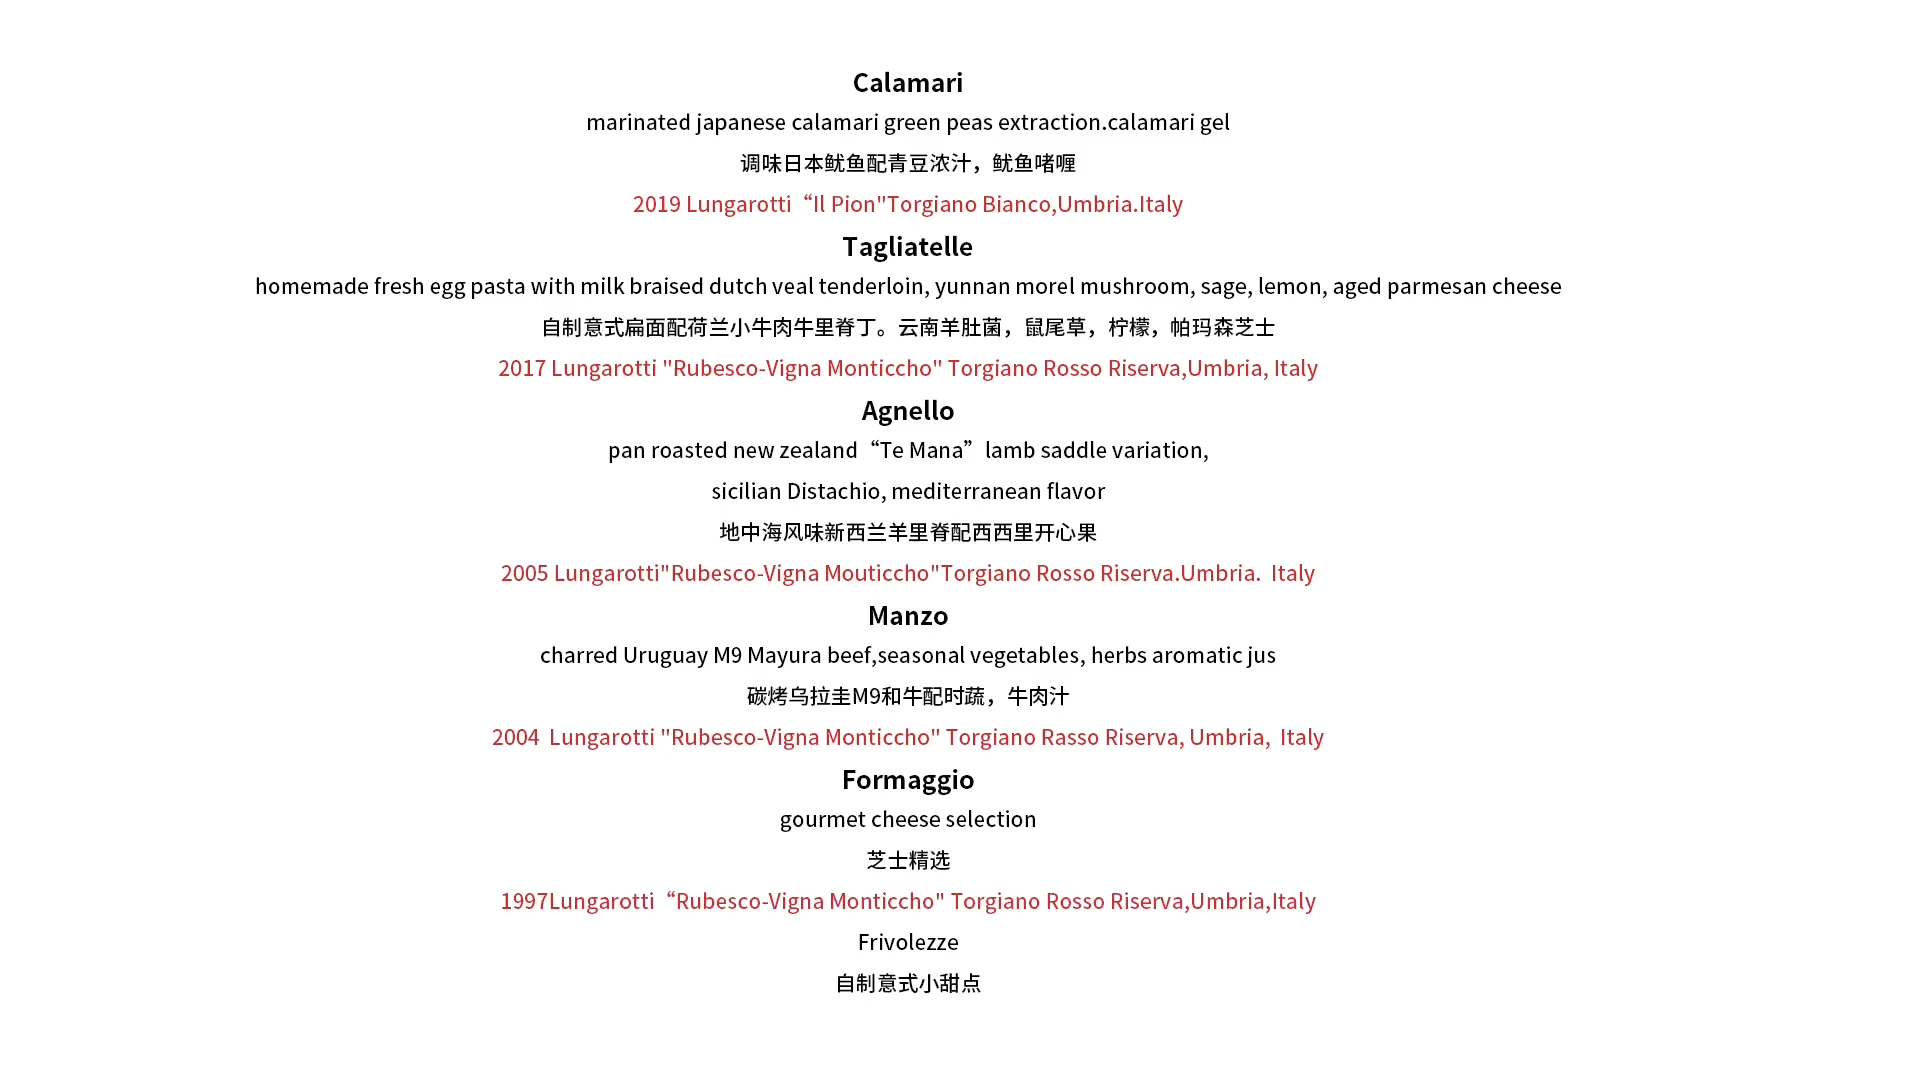 Calamari
marinated japanese calamari green peas extraction.calamari gel
调味日本鱿鱼配青豆浓汁，鱿鱼啫喱
2019 Lungarotti“Il Pion"Torgiano Bianco,Umbria.Italy
Tagliatelle
homemade fresh egg pasta with milk braised dutch veal tenderloin, yunnan morel mushroom, sage, lemon, aged parmesan cheese
自制意式扁面配荷兰小牛肉牛里脊丁。云南羊肚菌，鼠尾草，柠檬，帕玛森芝士
2017 Lungarotti "Rubesco-Vigna Monticcho" Torgiano Rosso Riserva,Umbria, Italy
Agnello
pan roasted new zealand“Te Mana”lamb saddle variation,
sicilian Distachio, mediterranean flavor
地中海风味新西兰羊里脊配西西里开心果
2005 Lungarotti"Rubesco-Vigna Mouticcho"Torgiano Rosso Riserva.Umbria. Italy
Manzo
charred Uruguay M9 Mayura beef,seasonal vegetables, herbs aromatic jus
碳烤乌拉圭M9和牛配时蔬，牛肉汁
2004 Lungarotti "Rubesco-Vigna Monticcho" Torgiano Rasso Riserva, Umbria, Italy
Formaggio
gourmet cheese selection
芝士精选
1997Lungarotti“Rubesco-Vigna Monticcho" Torgiano Rosso Riserva,Umbria,Italy
Frivolezze
自制意式小甜点